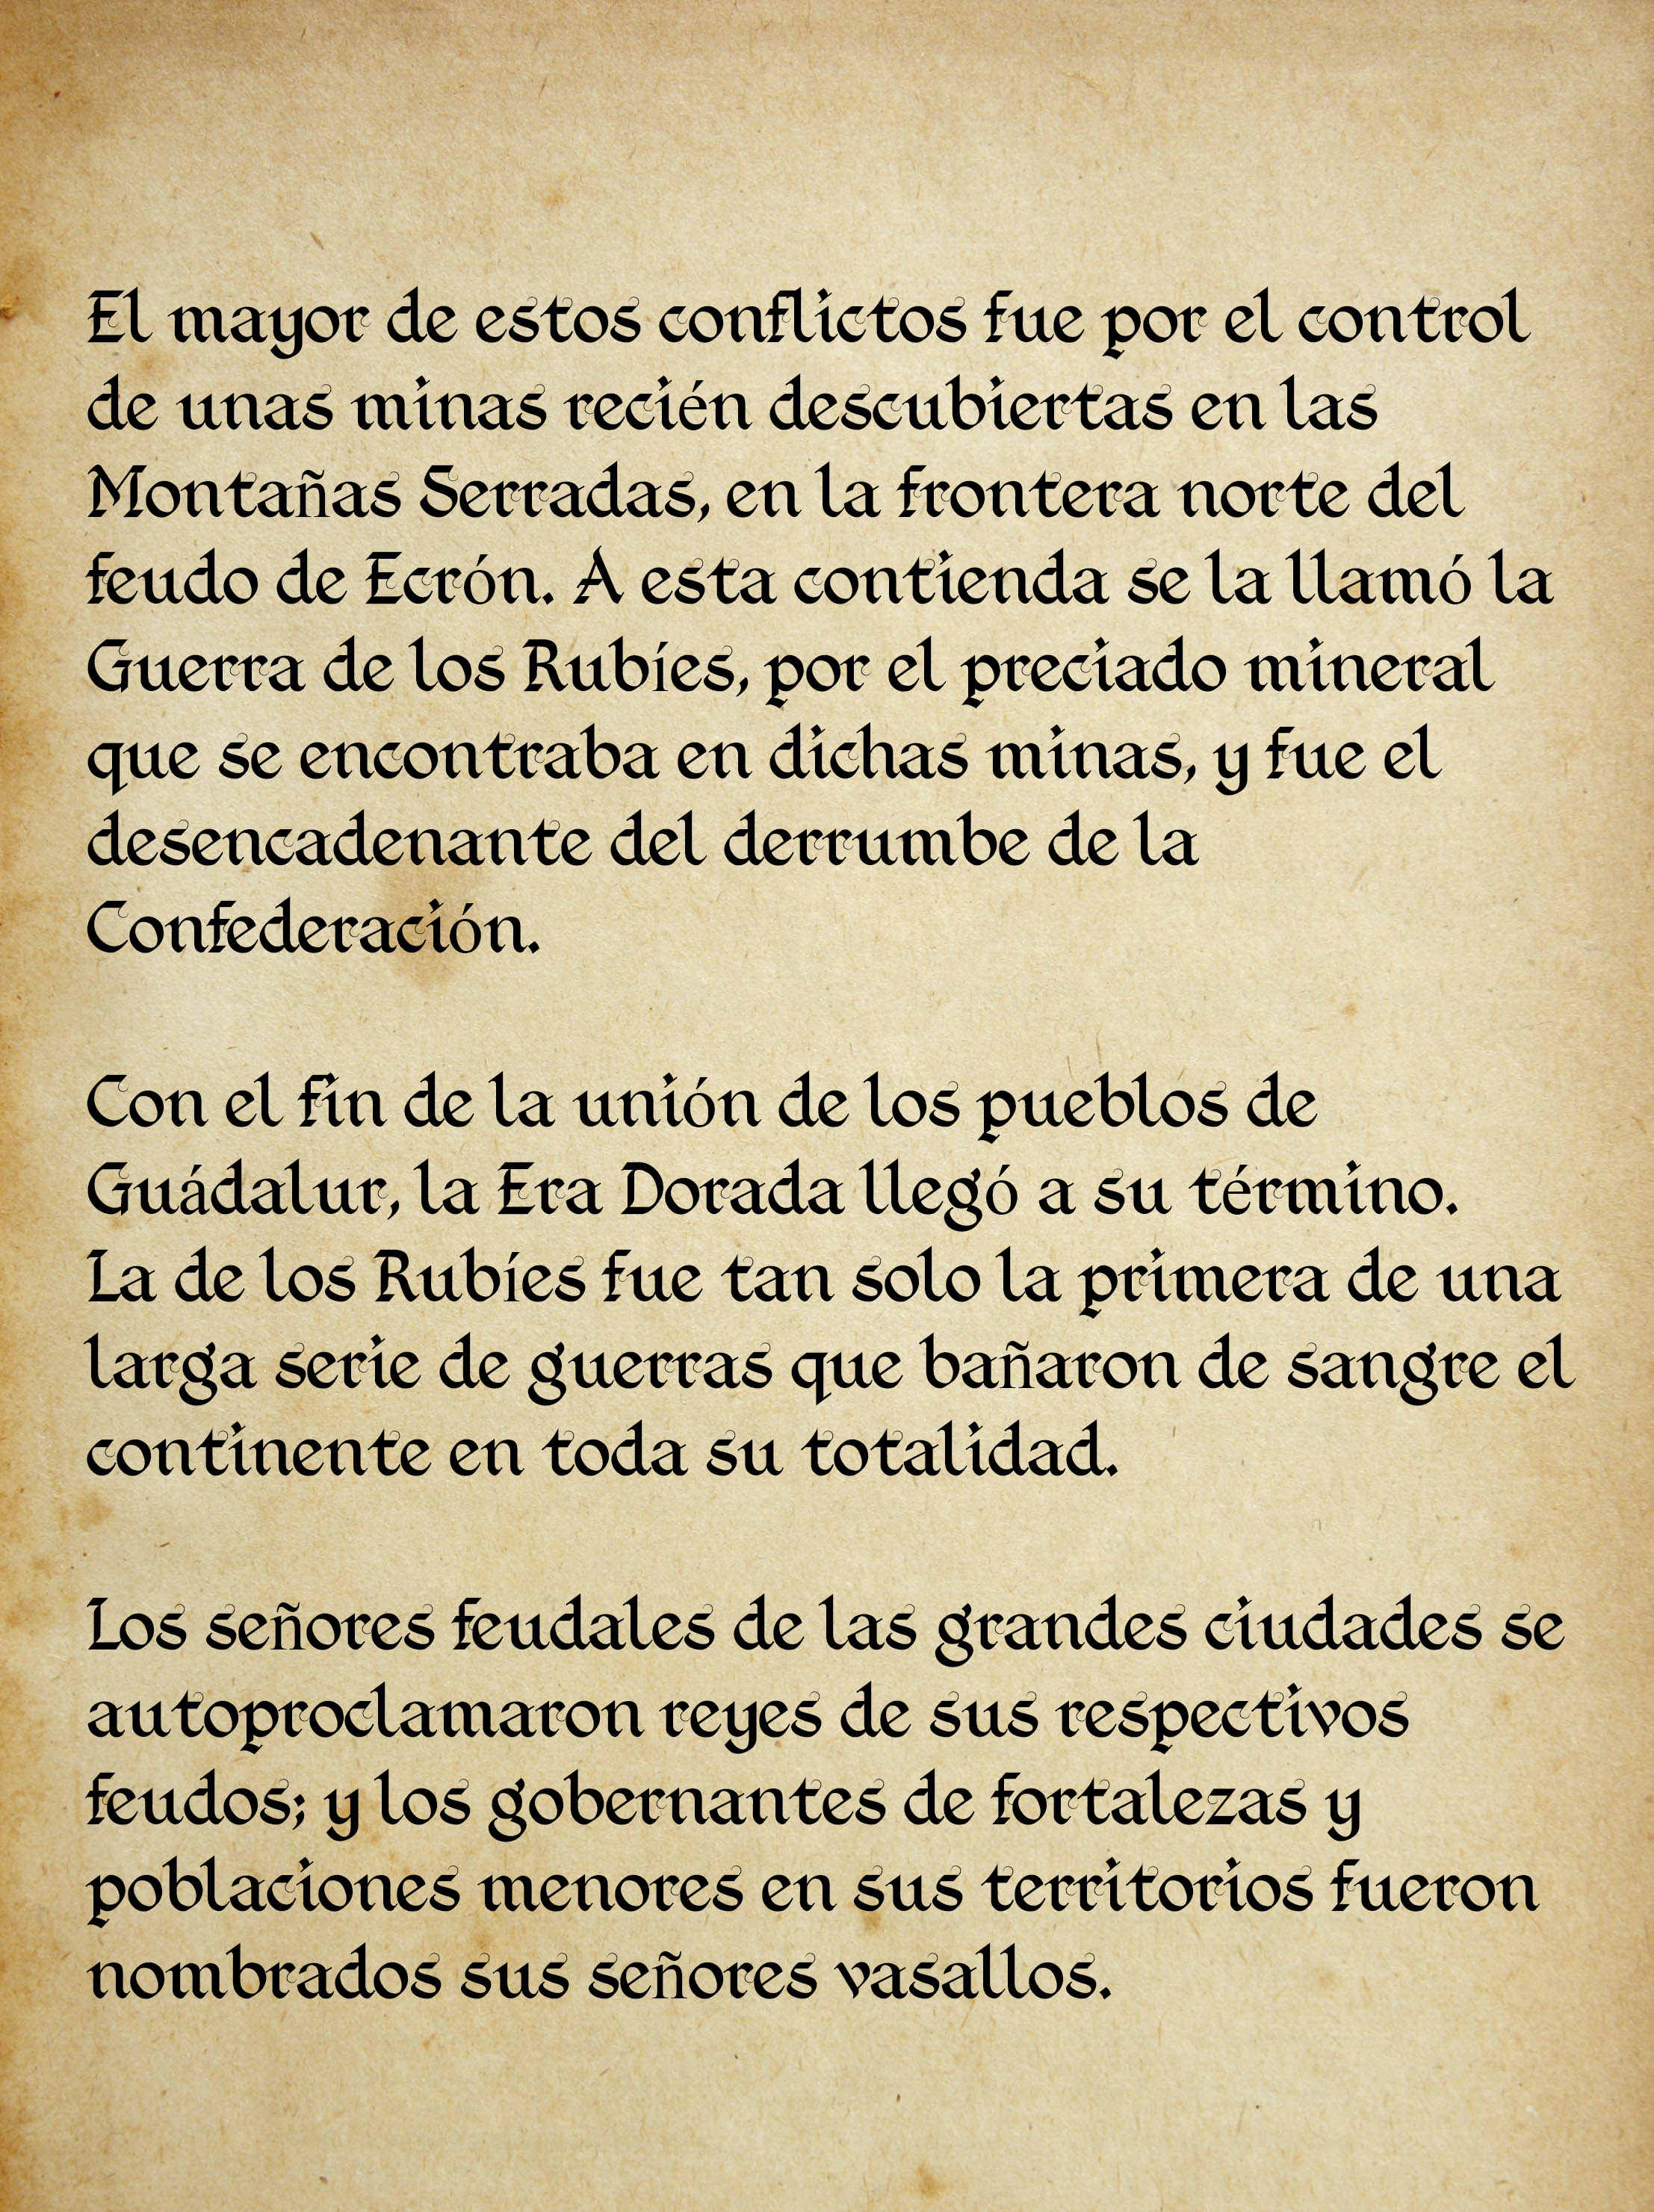 El mayor de estos conflictos fue por el control
de unas minas recién descubiertas en las
Montañas Serradas, en la frontera norte del
feudo de Ecrón. A esta contienda se la llamó la
Guerra de los Rubíes, por el preciado mineral
que se encontraba en dichas minas, y fue el
desencadenante del derrumbe de la
Confederación.
Con el fin de la unión de los pueblos de
Guádalur, la Era Dorada llegó a su término.
La de los Rubíes fue tan solo la primera de una
larga serie de guerras que bañaron de sangre el
continente en toda su totalidad.
Los señores feudales de las grandes ciudades se
autoproclamaron reyes de sus respectivos
feudos; y los gobernantes de fortalezas y
poblaciones menores en sus territorios fueron
nombrados sus señores vasallos.